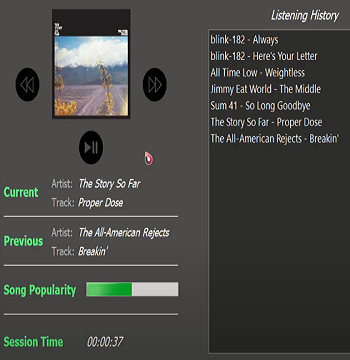 Listening History
blink-182 - Always
blink-182 - Here's Your Letter
All Time Low - Weightless
Jimmy Eat World - The Middle
Sum 41 - So Long Goodbye
The Story So Far - Proper Dose
The All-American Rejects - Breakin'
Current
Artist: The Story So Far
Track: Proper Dose
Previous
Artist: The All-American Rejects
Track: Breakin'
Song Popularity
Session Time 00:00:37